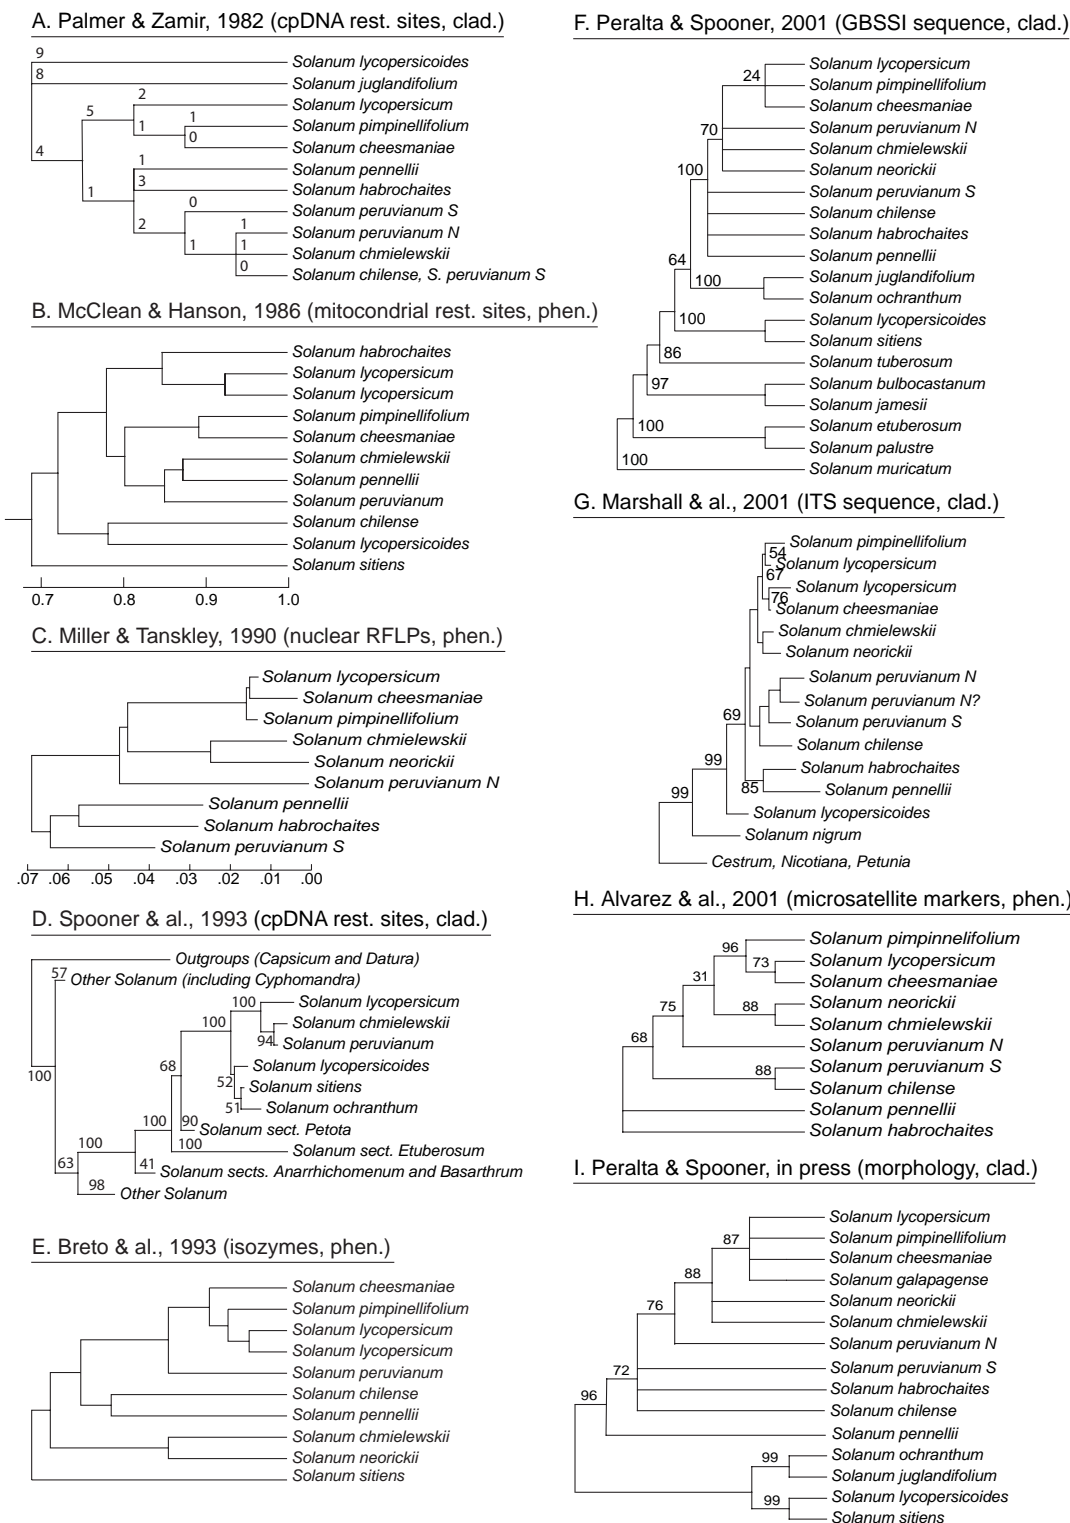 A. Palmer & Zamir, 1982 (cpDNA rest. sites, clad.)
9
Solanum lycopersicoides
8
Solanum juglandifolium
2
Solanum lycopersicum
5
1
1
Solanum pimpinellifolium
0
Solanum cheesmaniae
4
1
Solanum pennellii
3
Solanum habrochaites
1
0
Solanum peruvianum S
2
1
Solanum peruvianum N
1
1
Solanum chmielewskii
0
Solanum chilense, S. peruvianum S
B. McClean & Hanson, 1986 (mitocondrial rest. sites, phen.)
Solanum habrochaites
Solanum lycopersicum
Solanum lycopersicum
Solanum pimpinellifolium
Solanum cheesmaniae
Solanum chmielewskii
Solanum pennellii
Solanum peruvianum
Solanum chilense
Solanum lycopersicoides
Solanum sitiens
0.7 0.8 0.9 1.0
C. Miller & Tanskley, 1990 (nuclear RFLPs, phen.)
Solanum lycopersicum
Solanum cheesmaniae
Solanum pimpinellifolium
Solanum chmielewskii
Solanum neorickii
Solanum peruvianum N
Solanum pennellii
Solanum habrochaites
Solanum peruvianum S
.07 .06 .05 .04 .03 .02 .01 .00
D. Spooner & al., 1993 (cpDNA rest. sites, clad.)
Outgroups (Capsicum and Datura)
57
Other Solanum (including Cyphomandra)
100
Solanum lycopersicum
100
Solanum chmielewskii
94
Solanum peruvianum
68
Solanum lycopersicoides
52
Solanum sitiens
100
51
Solanum ochranthum
100
90
Solanum sect. Petota
100
100
Solanum sect. Etuberosum
63
41
Solanum sects. Anarrhichomenum and Basarthrum
98
Other Solanum
E. Breto & al., 1993 (isozymes, phen.)
Solanum cheesmaniae
Solanum pimpinellifolium
Solanum lycopersicum
Solanum lycopersicum
Solanum peruvianum
Solanum chilense
Solanum pennellii
Solanum chmielewskii
Solanum neorickii
Solanum sitiens
F. Peralta & Spooner, 2001 (GBSSI sequence, clad.)
Solanum lycopersicum
24
Solanum pimpinellifolium
Solanum cheesmaniae
70
Solanum peruvianum N
Solanum chmielewskii
100
Solanum neorickii
Solanum peruvianum S
Solanum chilense
Solanum habrochaites
64
Solanum pennellii
100
Solanum juglandifolium
Solanum ochranthum
100
Solanum lycopersicoides
Solanum sitiens
86
Solanum tuberosum
97
Solanum bulbocastanum
Solanum jamesii
100
Solanum etuberosum
Solanum palustre
100
Solanum muricatum
G. Marshall & al., 2001 (ITS sequence, clad.)
Solanum pimpinellifolium
54
Solanum lycopersicum
67
Solanum lycopersicum
76
Solanum cheesmaniae
Solanum chmielewskii
Solanum neorickii
Solanum peruvianum N
Solanum peruvianum N?
69
Solanum peruvianum S
Solanum chilense
99
Solanum habrochaites
85
Solanum pennellii
99
Solanum lycopersicoides
Solanum nigrum
Cestrum, Nicotiana, Petunia
H. Alvarez & al., 2001 (microsatellite markers, phen.)
Solanum pimpinnelifolium
96
73
Solanum lycopersicum
31
Solanum cheesmaniae
75
88
Solanum neorickii
Solanum chmielewskii
68
Solanum peruvianum N
88
Solanum peruvianum S
Solanum chilense
Solanum pennellii
Solanum habrochaites
I. Peralta & Spooner, in press (morphology, clad.)
Solanum lycopersicum
87
Solanum pimpinellifolium
Solanum cheesmaniae
88
Solanum galapagense
76
Solanum neorickii
Solanum chmielewskii
Solanum peruvianum N
72
Solanum peruvianum S
96
Solanum habrochaites
Solanum chilense
Solanum pennellii
99
Solanum ochranthum
Solanum juglandifolium
99
Solanum lycopersicoides
Solanum sitiens